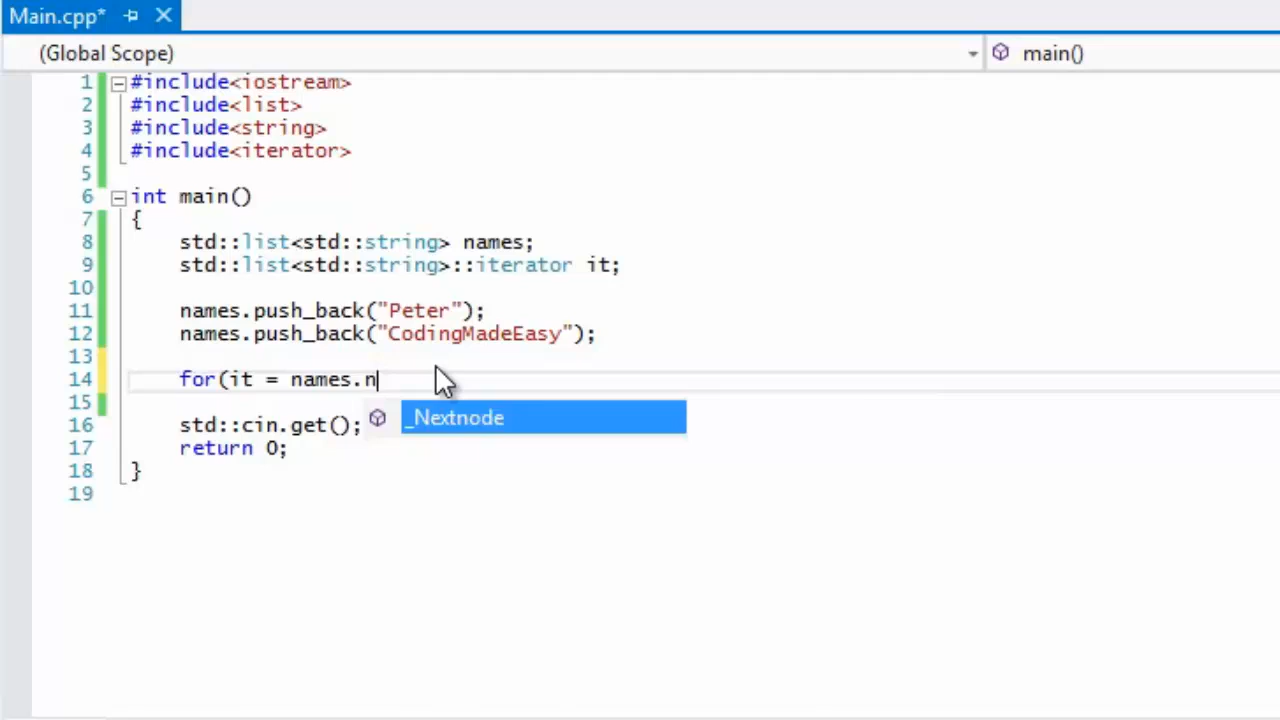 Main.cpp*
(Global Scope)
main()
1 #include<iostream>
2 #include<list>
3 #include<string>
4 #include<iterator>
5
6 int main()
7 {
8 std::list<std::string> names;
9 std::list<std::string>::iterator it;
10
11 names.push_back("Peter");
12 names.push_back("CodingMadeEasy");
13
14 for(it = names.n
15
_Nextnode
16 std::cin.get();
17 return 0;
18 }
19